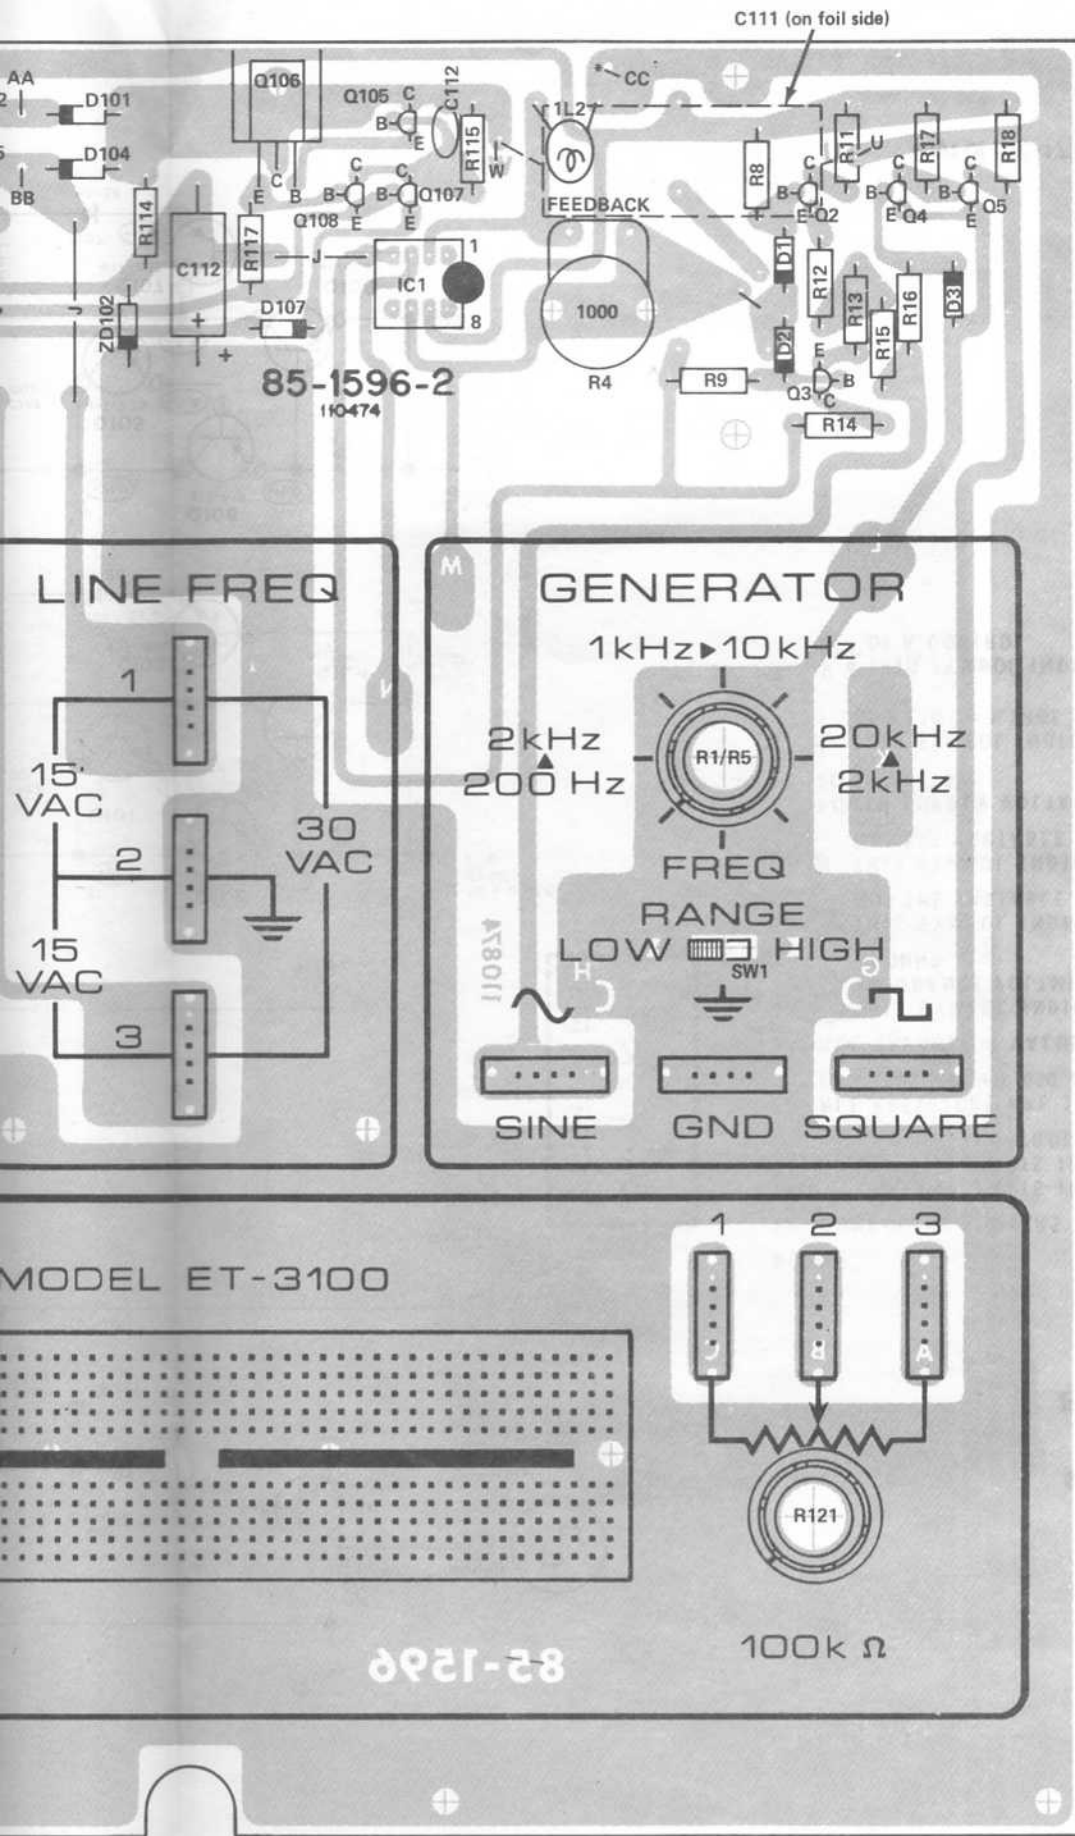 C111 (on foil side)
AA
D101
Q106
Q105
C
B
E
C112
R115
1L2
CC
R8
R11
U
R17
R18
D104
BB
E
C
B
C
B
E
C
B
E
Q107
Q108
W
C
B
E
Q2
C
B
E
Q4
C
B
E
Q5
FEEDBACK
R114
C112
+
+
R117
J
IC1
1
8
J
ZD102
D107
1000
R4
D1
R12
R13
R15
R16
D3
D2
85-1596-2
110474
R9
E
B
C
Q3
R14
M
L
N
LINE FREQ
1
15
VAC
2
30
VAC
15
VAC
3
GENERATOR
1kHz▶10kHz
2kHz
▲
200 Hz
R1/R5
20kHz
▲
2kHz
FREQ
RANGE
LOW
HIGH
SW1
110874
H
G
SINE
GND
SQUARE
MODEL ET-3100
1 2 3
C B A
R121
100k Ω
85-1596